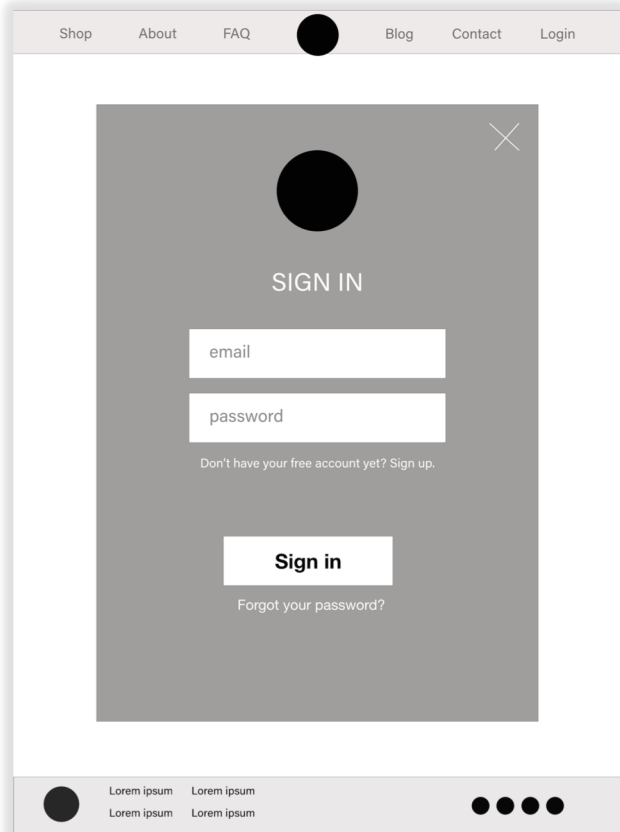 Shop About FAQ Blog Contact Login
SIGN IN
email
password
Don't have your free account yet? Sign up.
Sign in
Forgot your password?
Lorem ipsum Lorem ipsum
Lorem ipsum Lorem ipsum